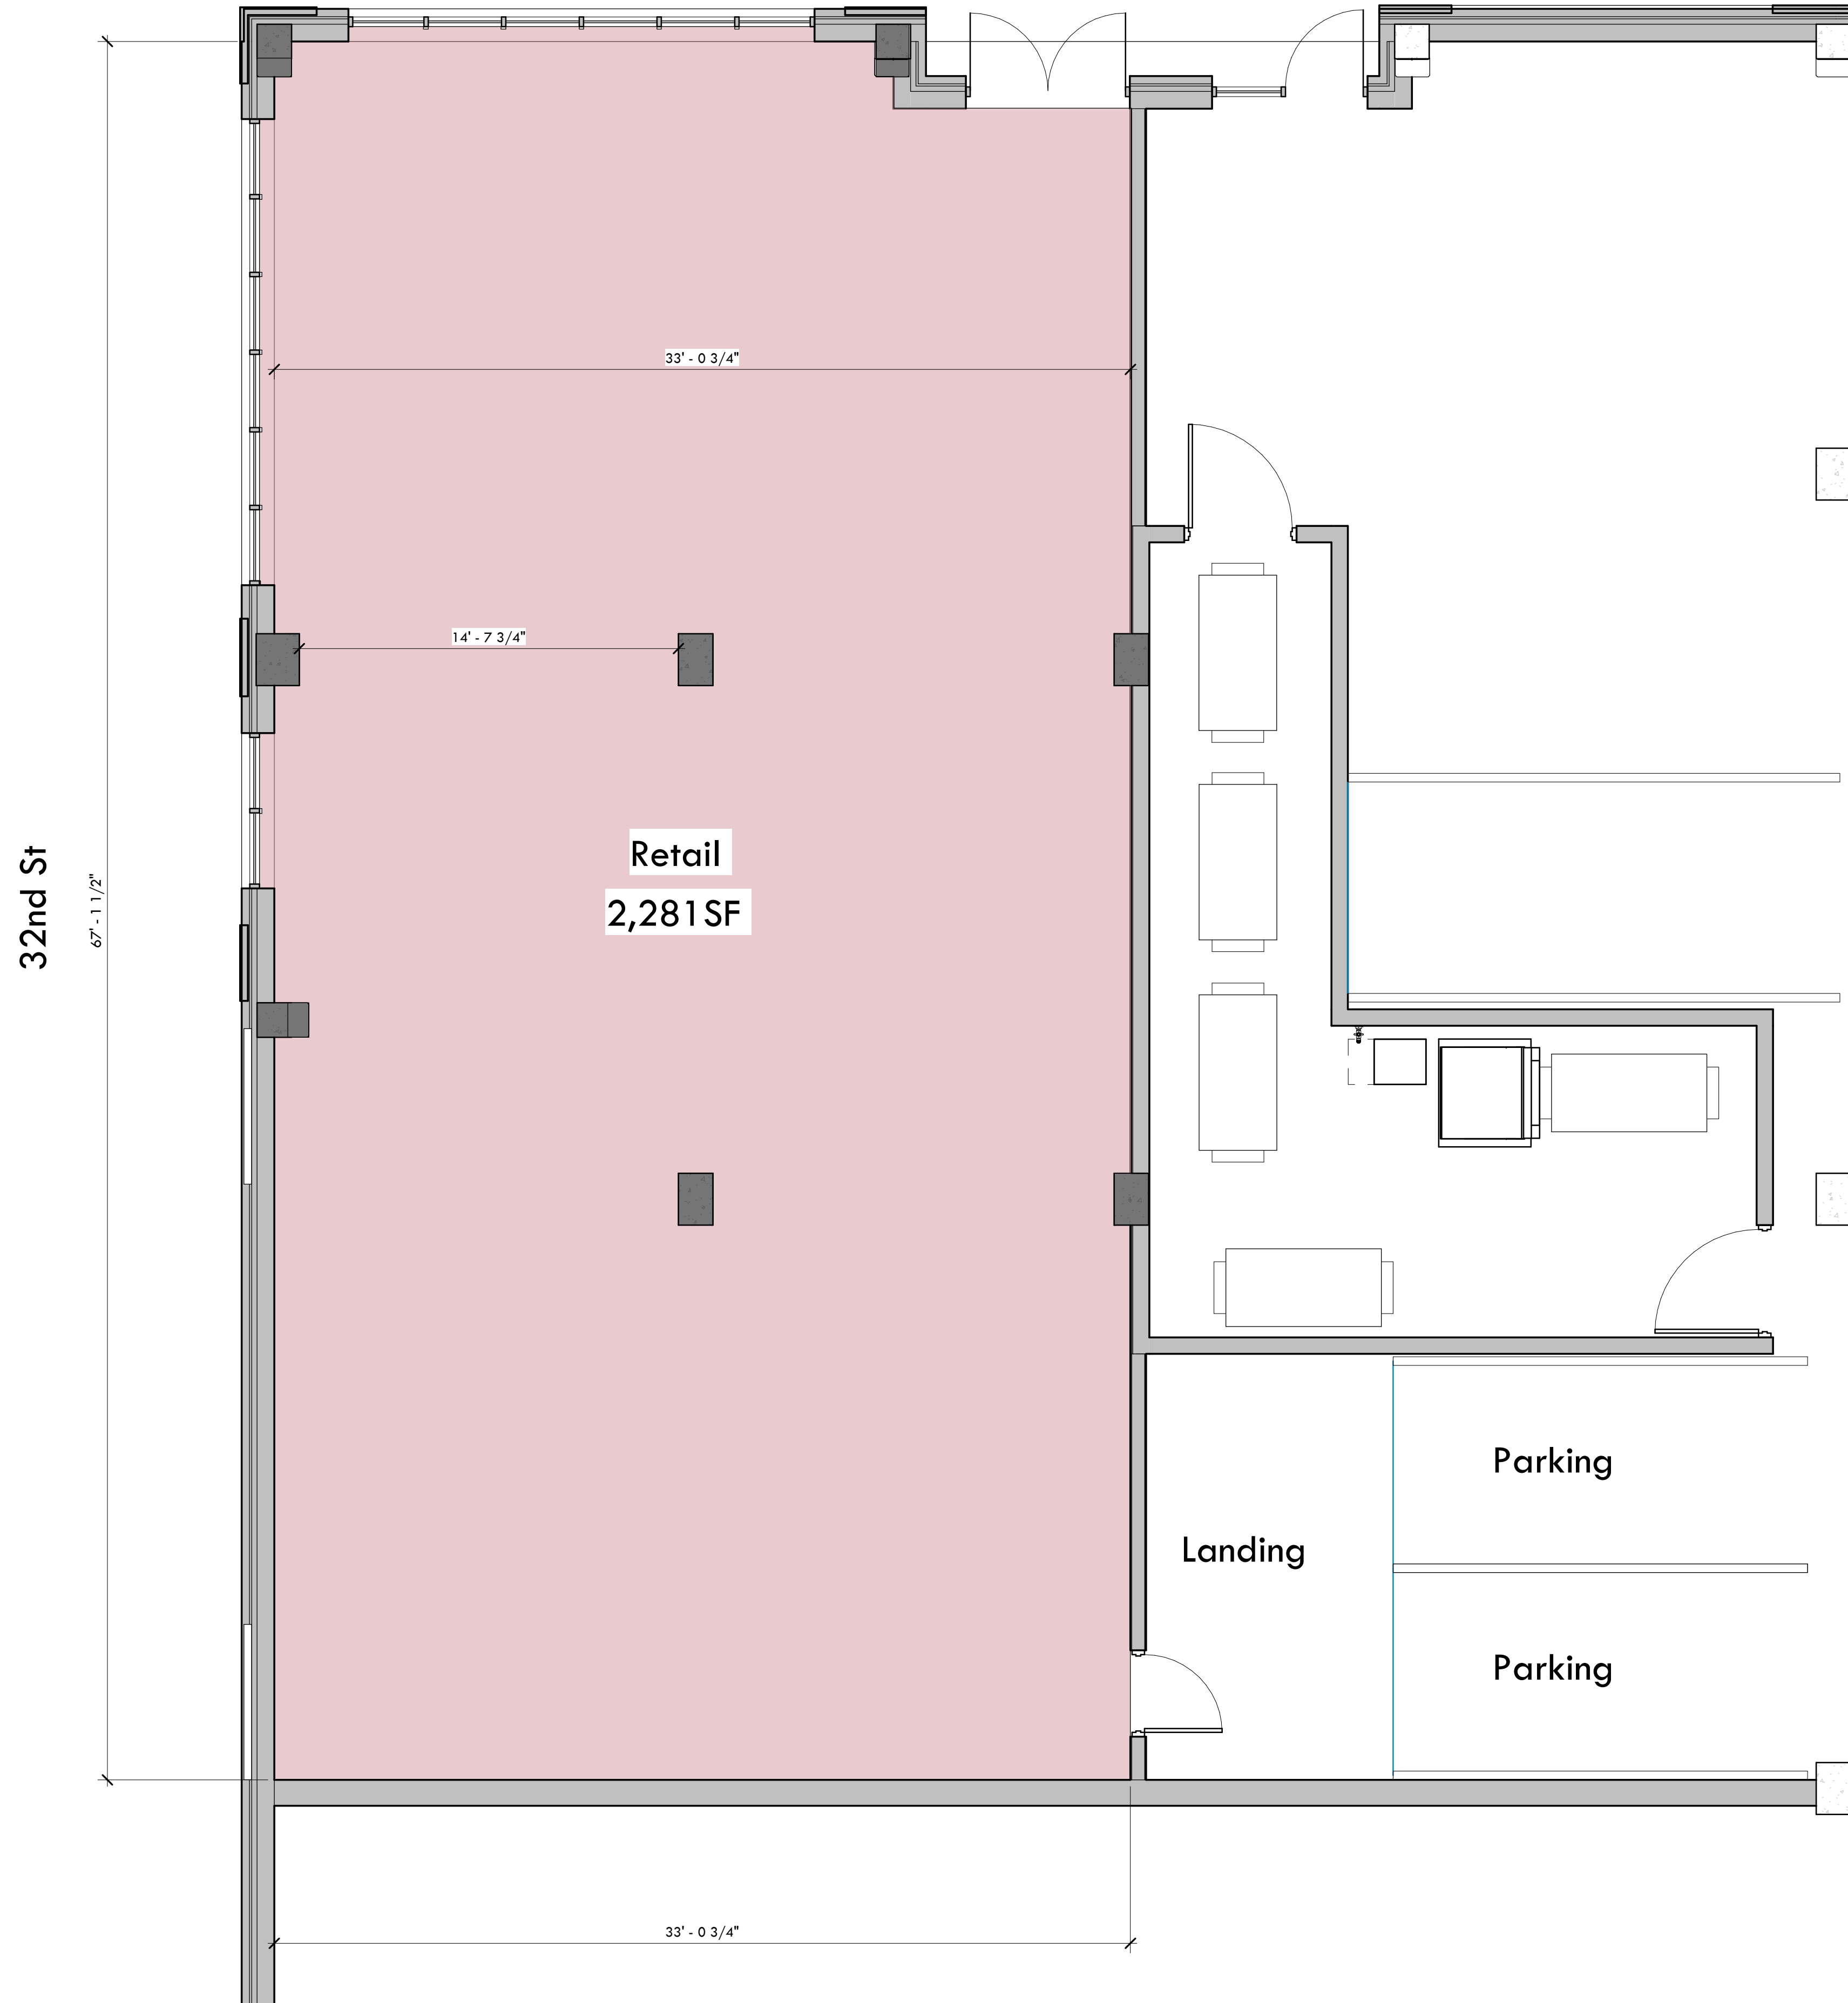 33' - 0 3/4"
14' - 7 3/4"
32nd St
67' - 1 1/2"
Retail
2,281SF
Parking
Landing
Parking
33' - 0 3/4"